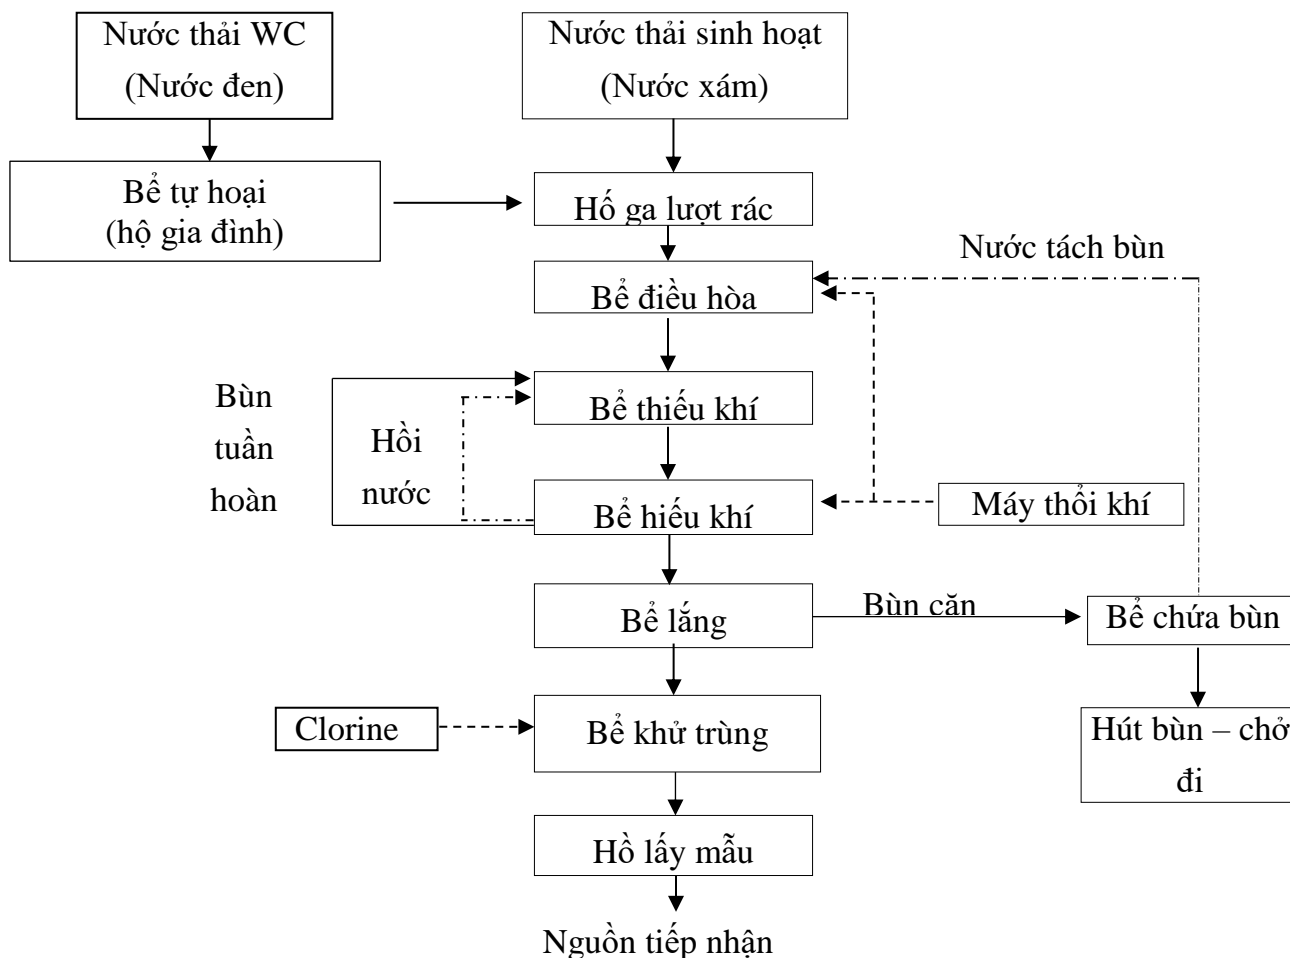 Nước thải WC
(Nước đen)
Nước thải sinh hoạt
(Nước xám)
Bể tự hoại
(hộ gia đình)
Hố ga lượt rác
Nước tách bùn
Bể điều hòa
Bùn
tuần
hoàn
Hồi
nước
Bể thiếu khí
Bể hiếu khí
Máy thổi khí
Bể lắng
Bùn căn
Bể chứa bùn
Clorine
Bể khử trùng
Hút bùn – chở
đi
Hồ lấy mẫu
Nguồn tiếp nhận